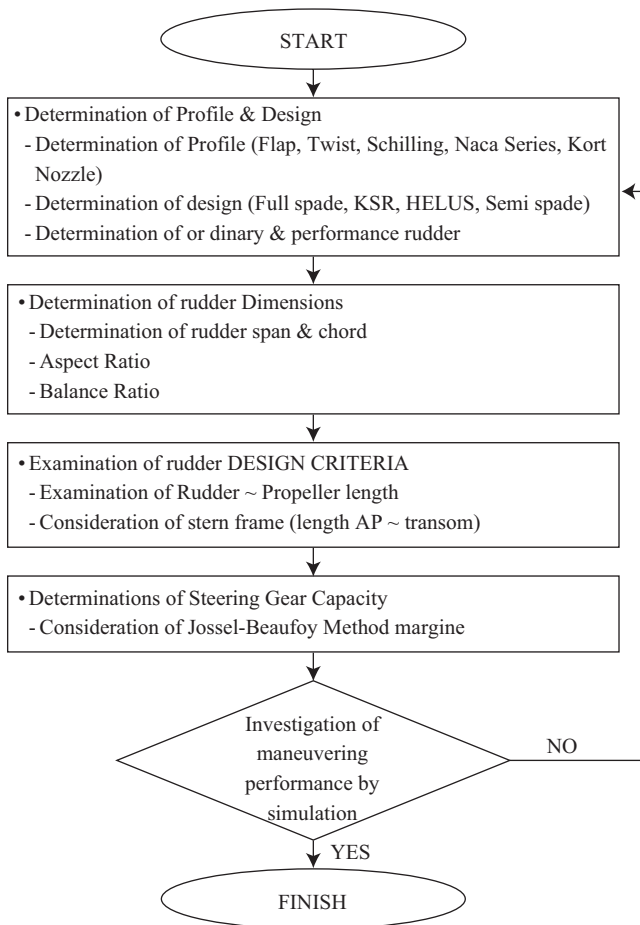 START
• Determination of Profile & Design
- Determination of Profile (Flap, Twist, Schilling, Naca Series, Kort
Nozzle)
- Determination of design (Full spade, KSR, HELUS, Semi spade)
- Determination of or dinary & performance rudder
• Determination of rudder Dimensions
- Determination of rudder span & chord
- Aspect Ratio
- Balance Ratio
• Examination of rudder DESIGN CRITERIA
- Examination of Rudder ~ Propeller length
- Consideration of stern frame (length AP ~ transom)
• Determinations of Steering Gear Capacity
- Consideration of Jossel-Beaufoy Method margine
Investigation of
maneuvering
performance by
simulation
NO
YES
FINISH